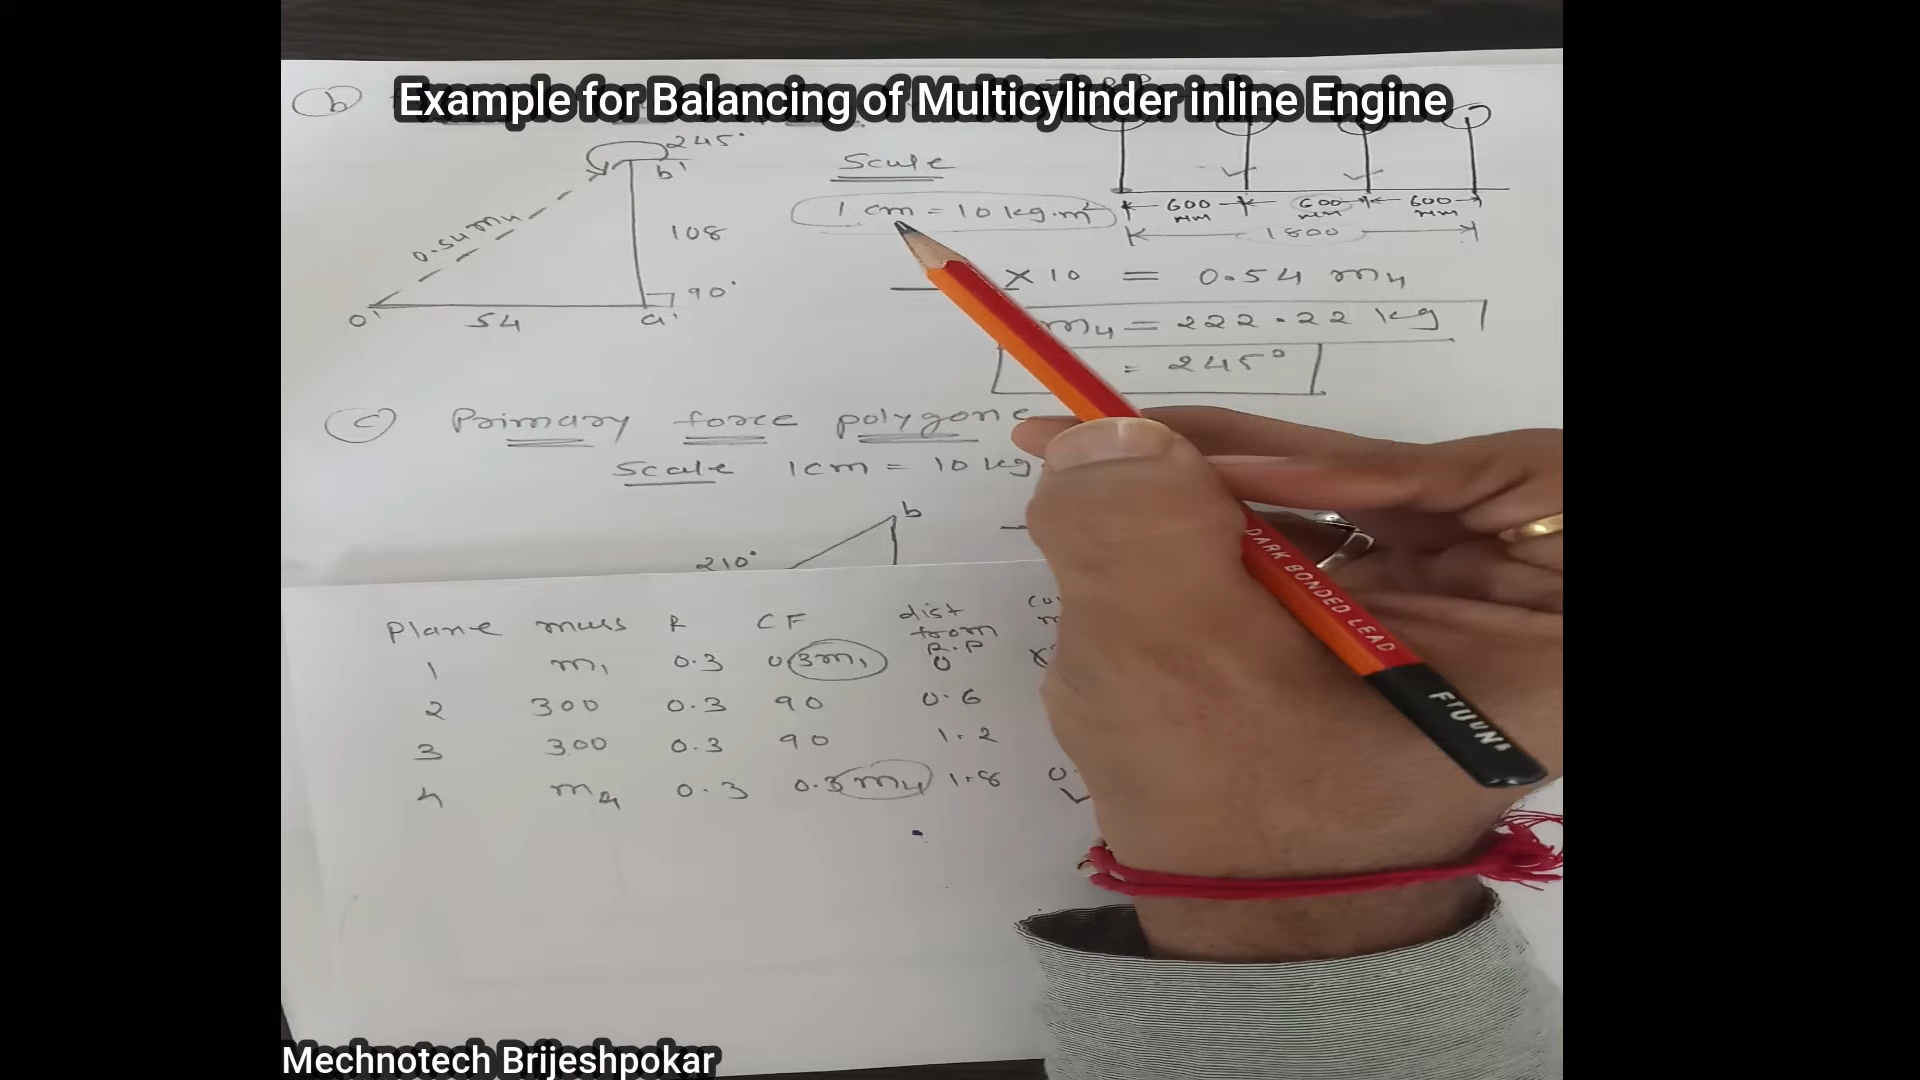 Example for Balancing of Multicylinder inline Engine
b
245°
b'
Scale
0.54 m4
108
1 cm = 10 kg.m²
600 mm 600 mm 600 mm
1800
90°
o' 54 a'
× 10 = 0.54 m4
m4 = 222.22 kg
= 245°
c Primary force polygone
Scale 1cm = 10 kg
b
210°
Plane mass R CF dist from R.P
1 m1 0.3 0.3m1 0
2 300 0.3 90 0.6
3 300 0.3 90 1.2
4 m4 0.3 0.3m4 1.8 0.
DARK BONDED LEAD
Mechnotech Brijeshpokar